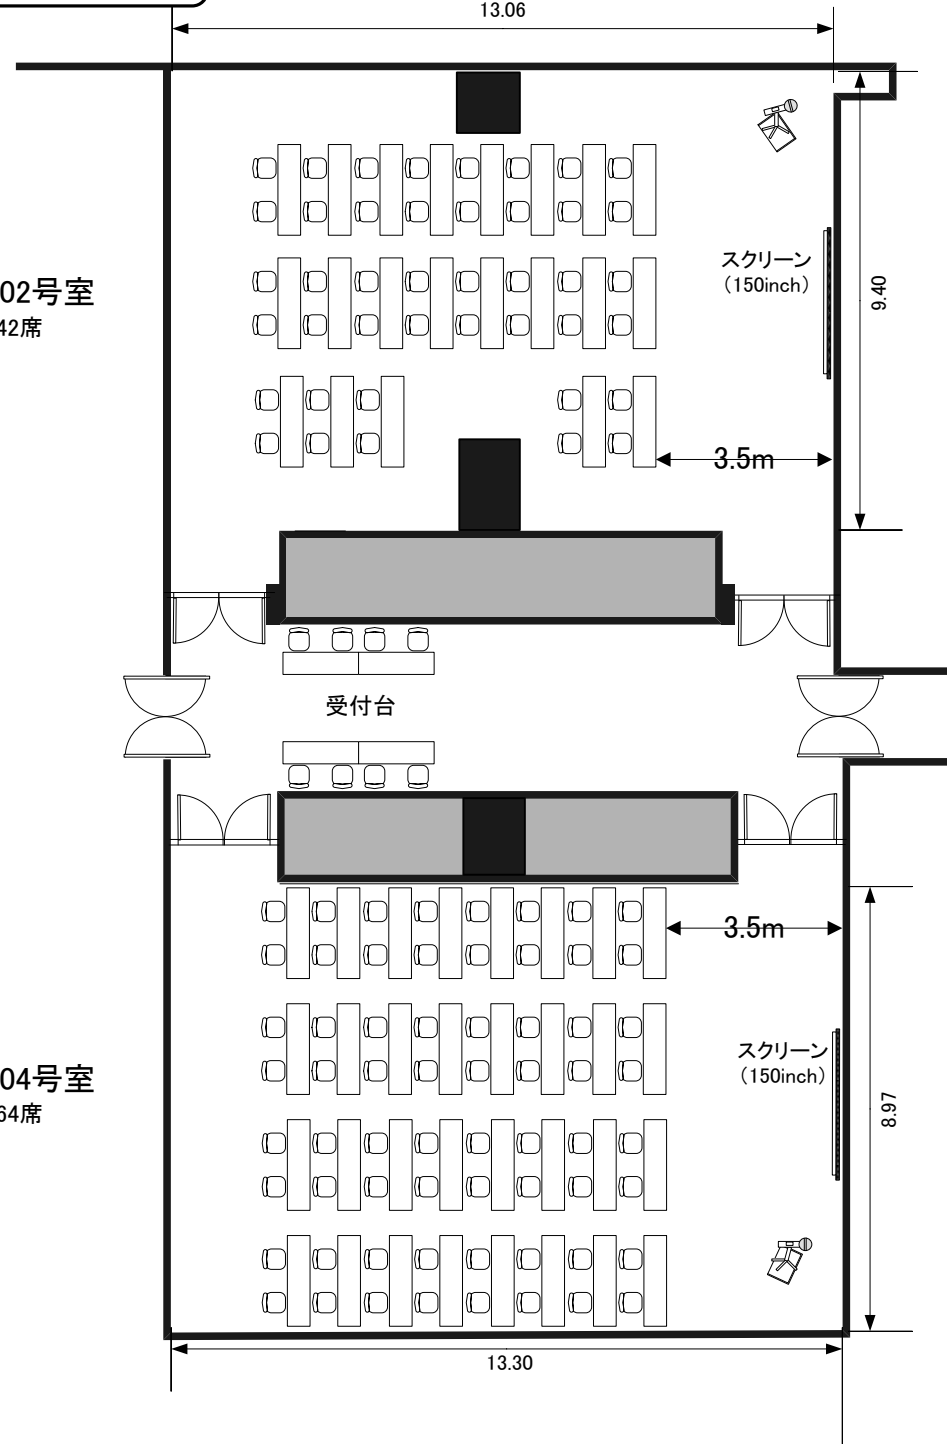 13.06
スクリーン
(150inch)
9.40
02号室
42席
3.5m
受付台
3.5m
スクリーン
(150inch)
04号室
64席
8.97
13.30